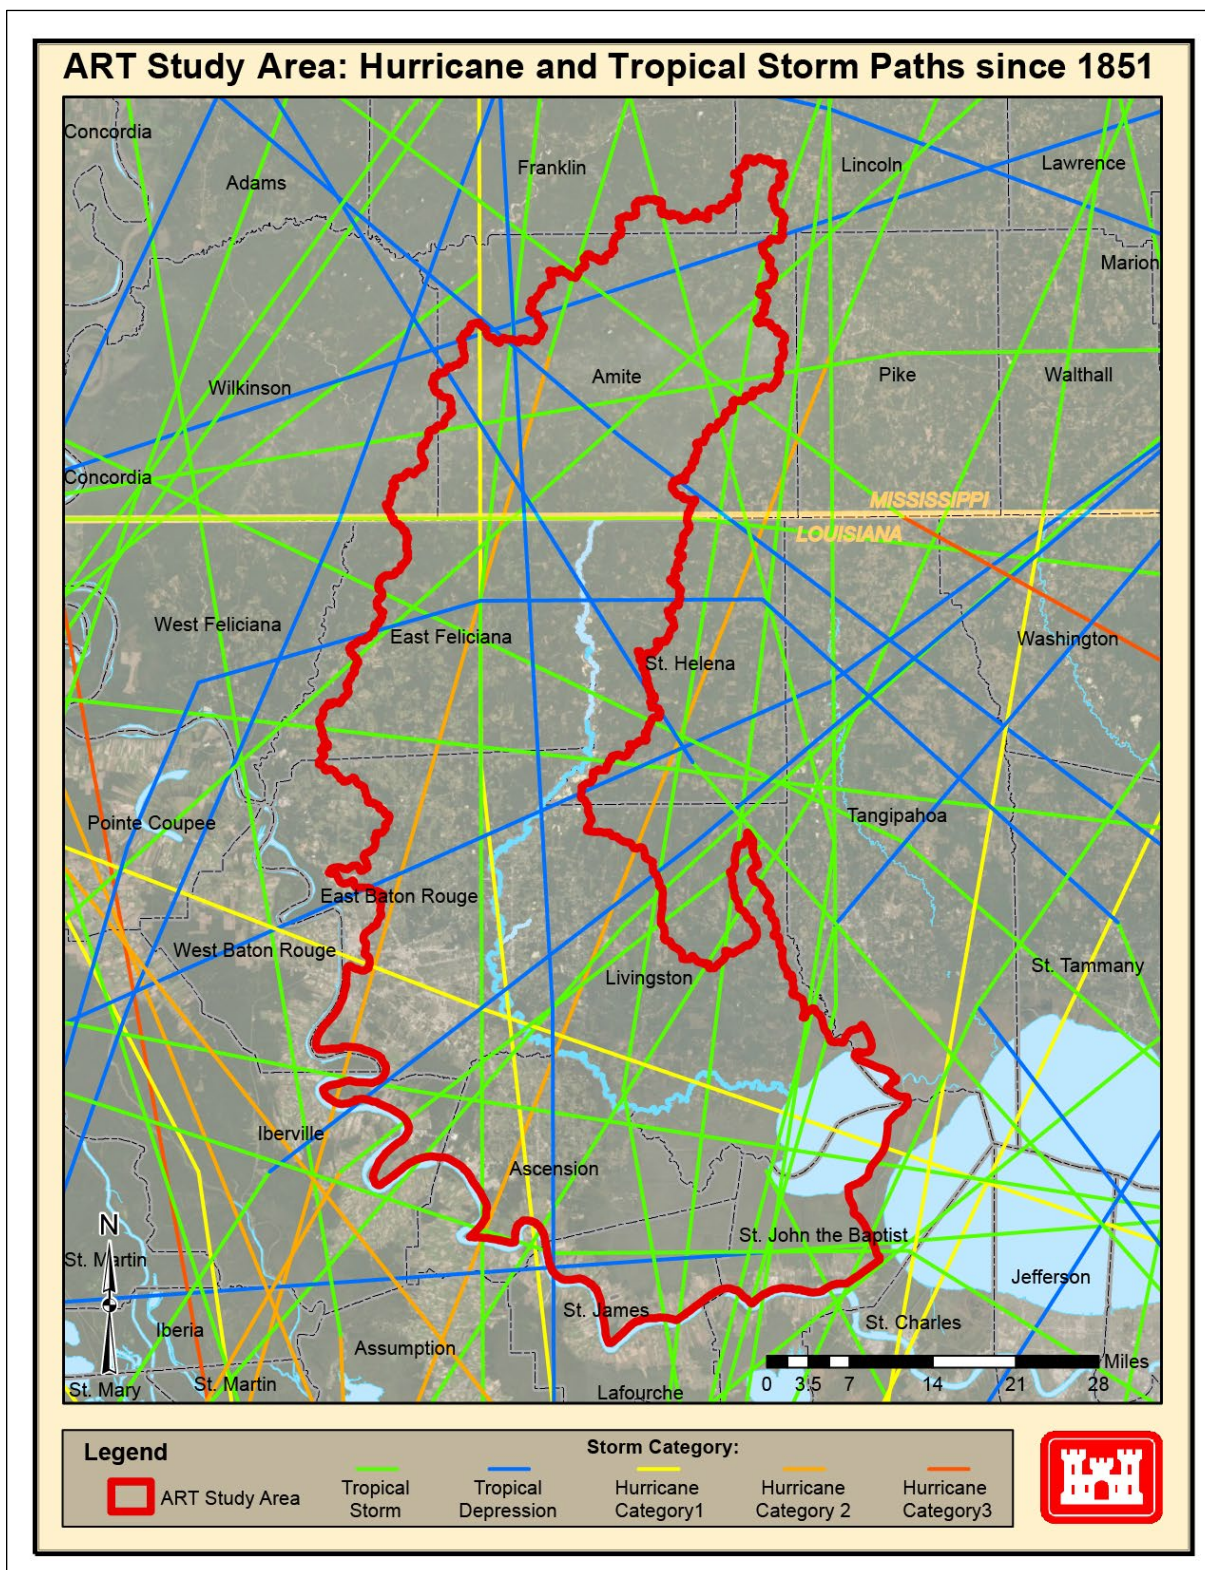 ART Study Area: Hurricane and Tropical Storm Paths since 1851
Concordia
Adams
Franklin
Lincoln
Lawrence
Marion
Wilkinson
Amite
Pike
Walthall
Concordia
MISSISSIPPI
LOUISIANA
West Feliciana
East Feliciana
St. Helena
Washington
Pointe Coupee
Tangipahoa
East Baton Rouge
West Baton Rouge
Livingston
St. Tammany
Iberville
Ascension
N
St. Martin
St. John the Baptist
Jefferson
Iberia
St. James
St. Charles
Assumption
St. Mary
St. Martin
Lafourche
Miles
0 3.5 7 14 21 28
Legend
Storm Category:
ART Study Area
Tropical
Storm
Tropical
Depression
Hurricane
Category1
Hurricane
Category 2
Hurricane
Category3